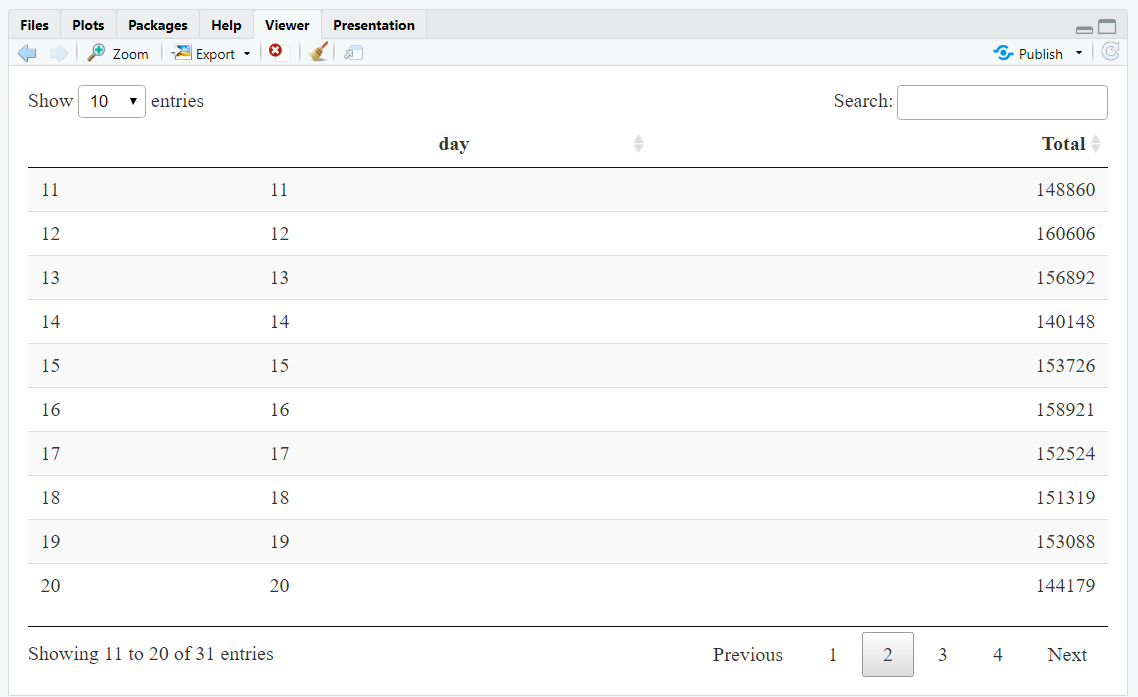 Files Plots Packages Help Viewer Presentation
Zoom Export Publish
Show 10 entries Search:
day Total
11 11 148860
12 12 160606
13 13 156892
14 14 140148
15 15 153726
16 16 158921
17 17 152524
18 18 151319
19 19 153088
20 20 144179
Showing 11 to 20 of 31 entries Previous 1 2 3 4 Next